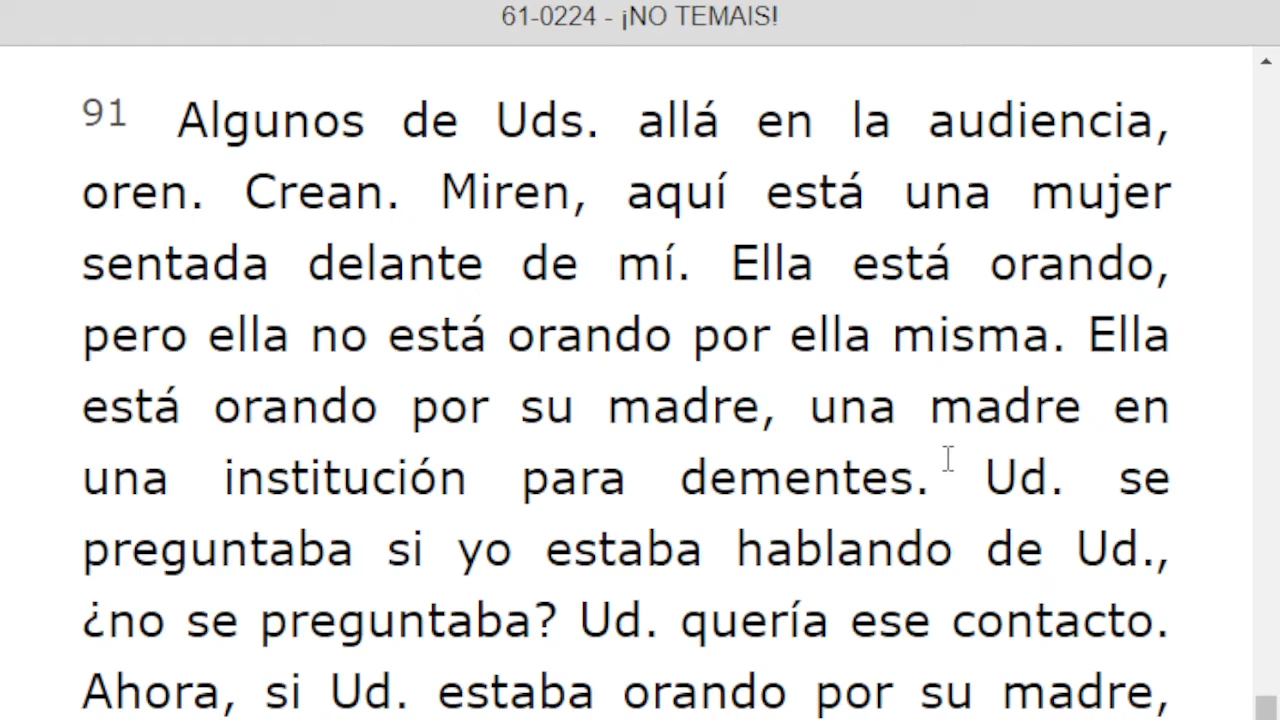 61-0224 - ¡NO TEMAIS!
91 Algunos de Uds. allá en la audiencia,
oren. Crean. Miren, aquí está una mujer
sentada delante de mí. Ella está orando,
pero ella no está orando por ella misma. Ella
está orando por su madre, una madre en
una institución para dementes. Ud. se
preguntaba si yo estaba hablando de Ud.,
¿no se preguntaba? Ud. quería ese contacto.
Ahora, si Ud. estaba orando por su madre,